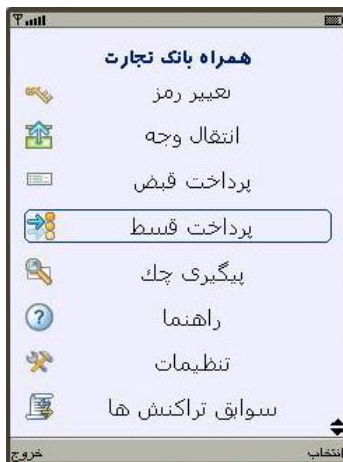 همراه بانک تجارت
تغییر رمز
انتقال وجه
پرداخت قبض
پرداخت قسط
پیگیری چك
راهنما
تنظیمات
سوابق تراکنش ها
انتخاب
خروج